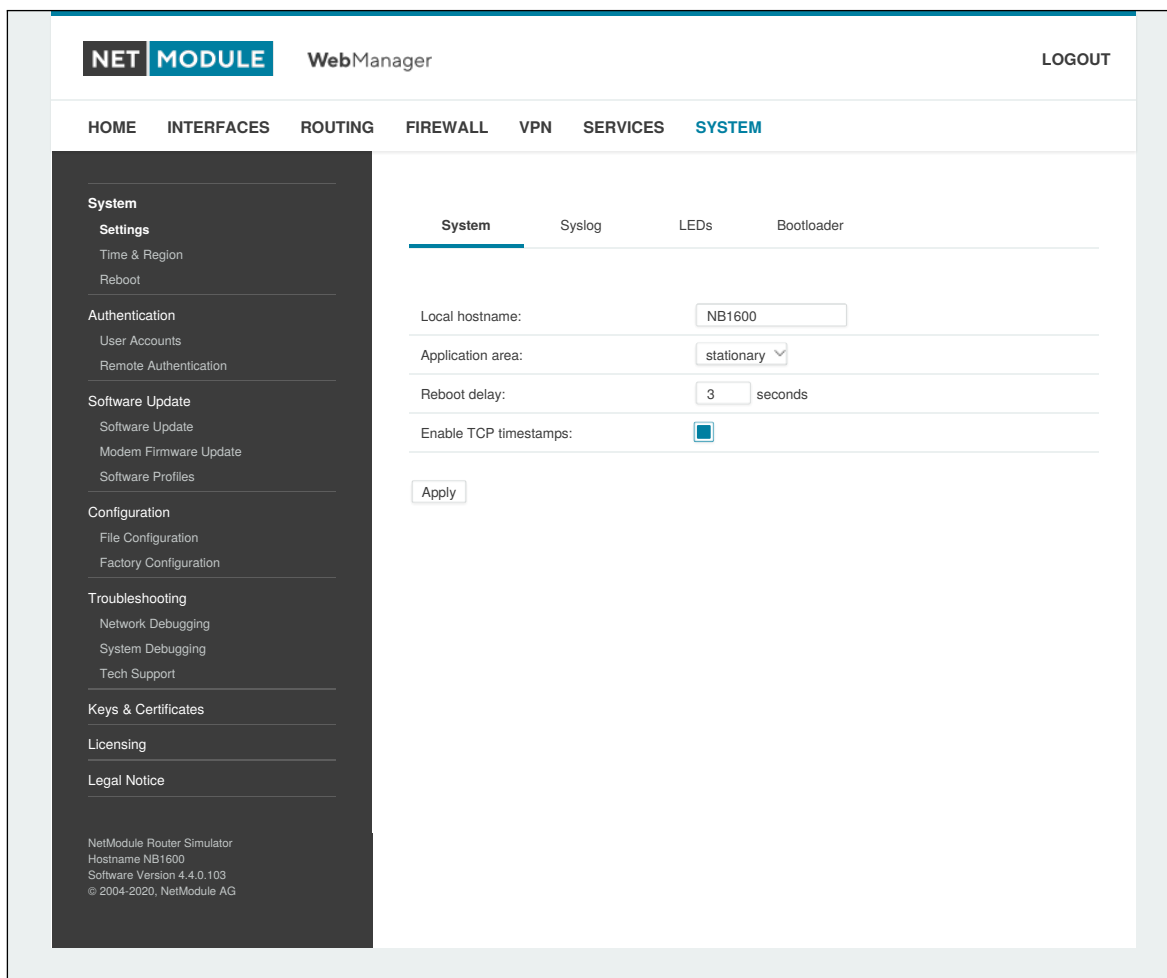 NET MODULE WebManager LOGOUT
HOME INTERFACES ROUTING FIREWALL VPN SERVICES SYSTEM
System
Settings
Time & Region
Reboot
Authentication
User Accounts
Remote Authentication
Software Update
Software Update
Modem Firmware Update
Software Profiles
Configuration
File Configuration
Factory Configuration
Troubleshooting
Network Debugging
System Debugging
Tech Support
Keys & Certificates
Licensing
Legal Notice
NetModule Router Simulator
Hostname NB1600
Software Version 4.4.0.103
© 2004-2020, NetModule AG
System Syslog LEDs Bootloader
Local hostname: NB1600
Application area: stationary
Reboot delay: 3 seconds
Enable TCP timestamps:
Apply